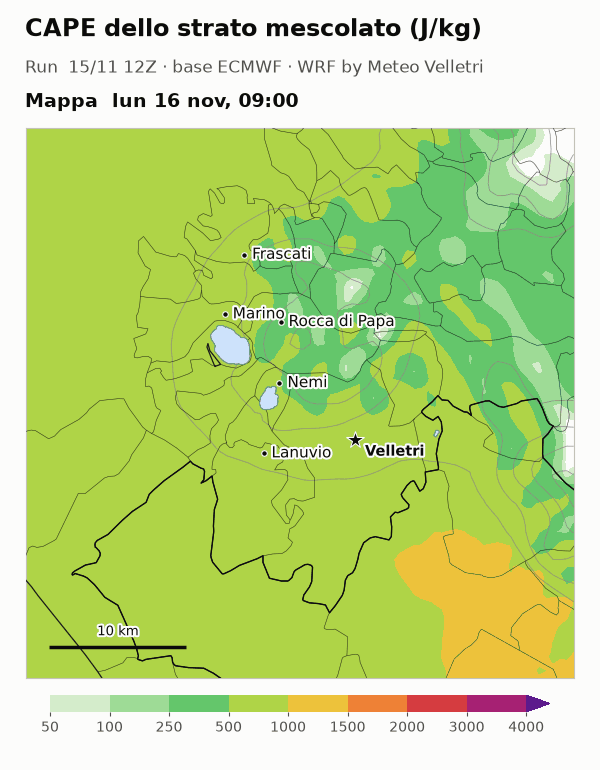 CAPE dello strato mescolato (J/kg)
Run  15/11 12Z · base ECMWF · WRF by Meteo Velletri
Mappa  lun 16 nov, 09:00
Frascati
Marino
Rocca di Papa
Nemi
Velletri
Lanuvio
10 km
50 100 250 500 1000 1500 2000 3000 4000